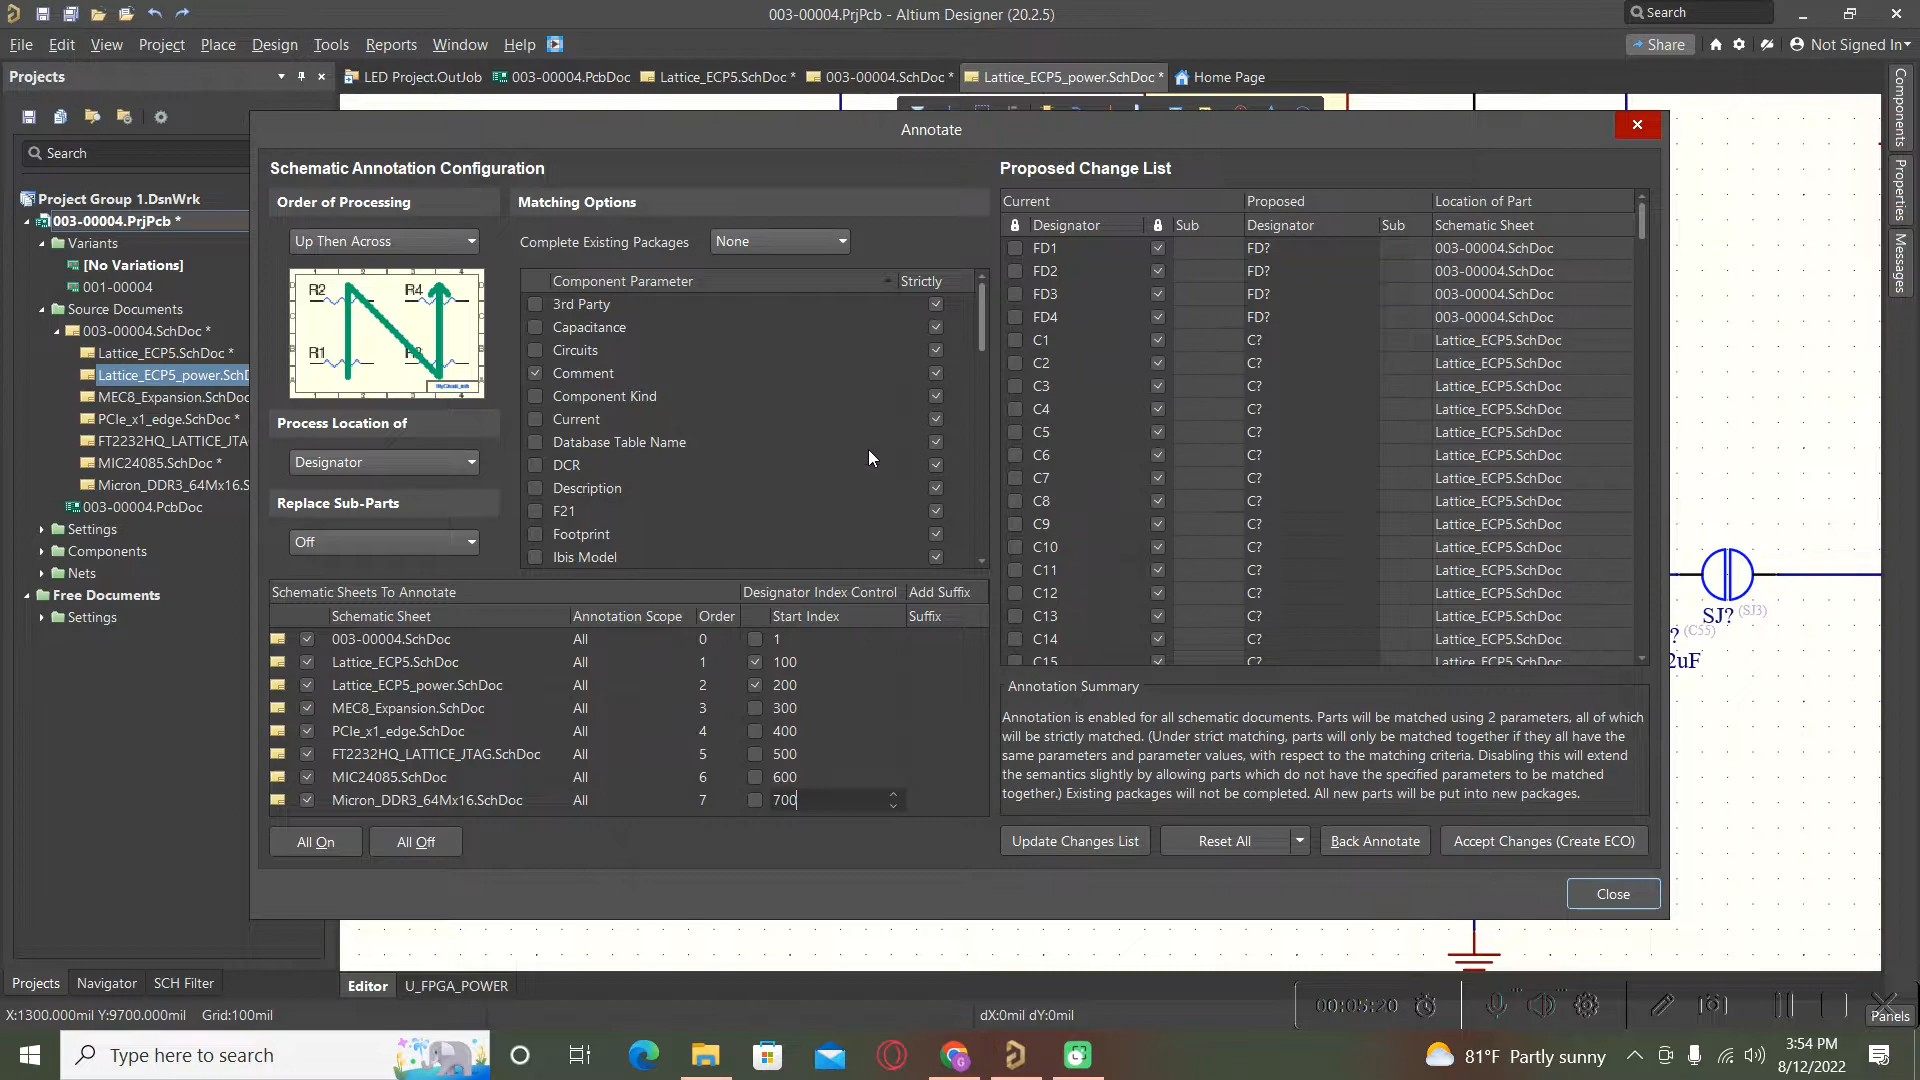 003-00004.PrjPcb - Altium Designer (20.2.5)
Search
File Edit View Project Place Design Tools Reports Window Help
Share
Not Signed In
Projects
LED Project.OutJob
003-00004.PcbDoc
Lattice_ECP5.SchDoc *
003-00004.SchDoc *
Lattice_ECP5_power.SchDoc *
Home Page
Components
Properties
Messages
Search
Project Group 1.DsnWrk
003-00004.PrjPcb *
Variants
[No Variations]
001-00004
Source Documents
003-00004.SchDoc *
Lattice_ECP5.SchDoc *
Lattice_ECP5_power.SchD
MEC8_Expansion.SchDoc
PCIe_x1_edge.SchDoc *
FT2232HQ_LATTICE_JTA
MIC24085.SchDoc *
Micron_DDR3_64Mx16.S
003-00004.PcbDoc
Settings
Components
Nets
Free Documents
Settings
Annotate
Schematic Annotation Configuration
Order of Processing
Up Then Across
R2 R4
R1
Process Location of
Designator
Replace Sub-Parts
Off
Matching Options
Complete Existing Packages None
Component Parameter Strictly
3rd Party
Capacitance
Circuits
Comment
Component Kind
Current
Database Table Name
DCR
Description
F21
Footprint
Ibis Model
Schematic Sheets To Annotate Designator Index Control Add Suffix
Schematic Sheet Annotation Scope Order Start Index Suffix
003-00004.SchDoc All 0 1
Lattice_ECP5.SchDoc All 1 100
Lattice_ECP5_power.SchDoc All 2 200
MEC8_Expansion.SchDoc All 3 300
PCIe_x1_edge.SchDoc All 4 400
FT2232HQ_LATTICE_JTAG.SchDoc All 5 500
MIC24085.SchDoc All 6 600
Micron_DDR3_64Mx16.SchDoc All 7 700
All On All Off
Proposed Change List
Current Proposed Location of Part
Designator Sub Designator Sub Schematic Sheet
FD1 FD? 003-00004.SchDoc
FD2 FD? 003-00004.SchDoc
FD3 FD? 003-00004.SchDoc
FD4 FD? 003-00004.SchDoc
C1 C? Lattice_ECP5.SchDoc
C2 C? Lattice_ECP5.SchDoc
C3 C? Lattice_ECP5.SchDoc
C4 C? Lattice_ECP5.SchDoc
C5 C? Lattice_ECP5.SchDoc
C6 C? Lattice_ECP5.SchDoc
C7 C? Lattice_ECP5.SchDoc
C8 C? Lattice_ECP5.SchDoc
C9 C? Lattice_ECP5.SchDoc
C10 C? Lattice_ECP5.SchDoc
C11 C? Lattice_ECP5.SchDoc
C12 C? Lattice_ECP5.SchDoc
C13 C? Lattice_ECP5.SchDoc
C14 C? Lattice_ECP5.SchDoc
C15 C? Lattice_ECP5.SchDoc
Annotation Summary
Annotation is enabled for all schematic documents. Parts will be matched using 2 parameters, all of which
will be strictly matched. (Under strict matching, parts will only be matched together if they all have the
same parameters and parameter values, with respect to the matching criteria. Disabling this will extend
the semantics slightly by allowing parts which do not have the specified parameters to be matched
together.) Existing packages will not be completed. All new parts will be put into new packages.
Update Changes List Reset All Back Annotate Accept Changes (Create ECO)
Close
SJ? (SJ3)
? (C55)
2uF
Projects Navigator SCH Filter
Editor U_FPGA_POWER
X:1300.000mil Y:9700.000mil Grid:100mil
dX:0mil dY:0mil
00:05:20
Panels
Type here to search
81°F Partly sunny
3:54 PM
8/12/2022